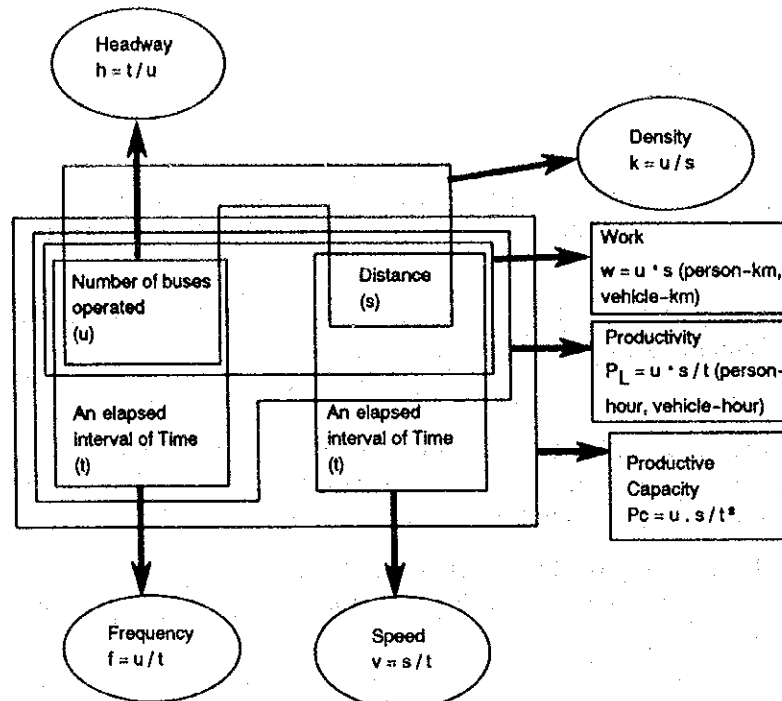 Headway
h = t / u
Density
k = u / s
Work
w = u * s (person-km,
vehicle-km)
Number of buses
operated
(u)
Distance
(s)
Productivity
P_L = u * s / t (person-
hour, vehicle-hour)
An elapsed
interval of Time
(t)
An elapsed
interval of Time
(t)
Productive
Capacity
Pc = u . s / t²
Frequency
f = u / t
Speed
v = s / t